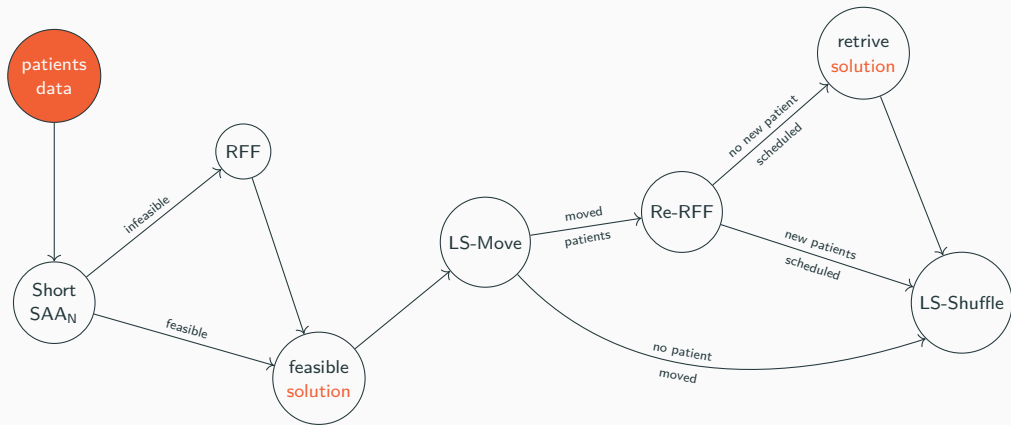 patients
data
Short
SAA_N
infeasible
RFF
feasible
feasible
solution
LS-Move
moved
patients
Re-RFF
no new patient
scheduled
retrive
solution
new patients
scheduled
no patient
moved
LS-Shuffle